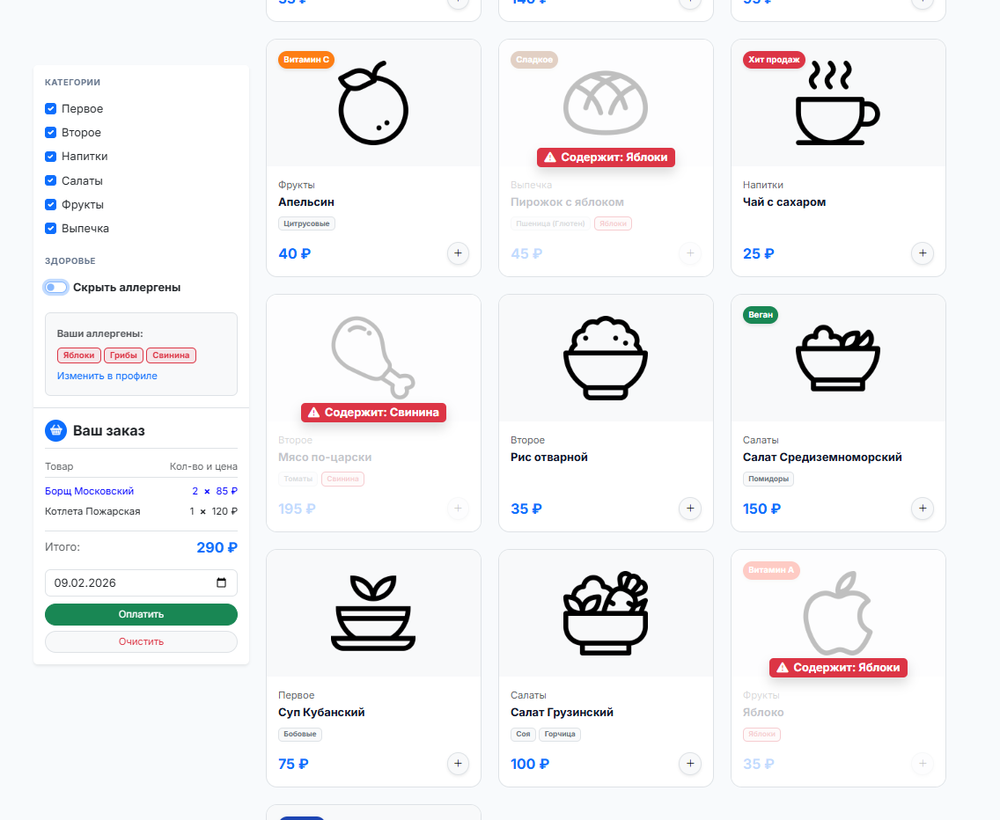 КАТЕГОРИИ
Первое
Второе
Напитки
Салаты
Фрукты
Выпечка
ЗДОРОВЬЕ
Скрыть аллергены
Ваши аллергены:
Яблоки Грибы Свинина
Изменить в профиле
Ваш заказ
Товар Кол-во и цена
Борщ Московский 2 × 85 ₽
Котлета Пожарская 1 × 120 ₽
Итого: 290 ₽
09.02.2026
Оплатить
Очистить
Витамин С
Фрукты
Апельсин
Цитрусовые
40 ₽
+
Сладкое
Содержит: Яблоки
Выпечка
Пирожок с яблоком
Пшеница (Глютен) Яблоки
45 ₽
+
Хит продаж
Напитки
Чай с сахаром
25 ₽
+
Содержит: Свинина
Второе
Мясо по-царски
Томаты Свинина
195 ₽
+
Второе
Рис отварной
35 ₽
+
Веган
Салаты
Салат Средиземноморский
Помидоры
150 ₽
+
Первое
Суп Кубанский
Бобовые
75 ₽
+
Салаты
Салат Грузинский
Соя Горчица
100 ₽
+
Витамин А
Содержит: Яблоки
Фрукты
Яблоко
Яблоки
35 ₽
+